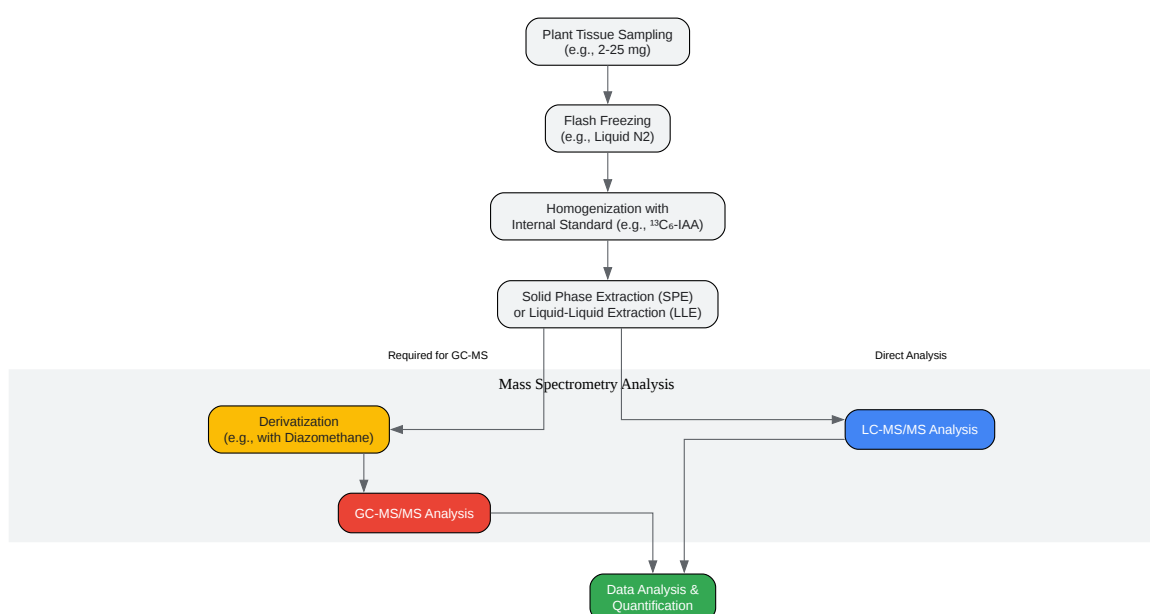 Plant Tissue Sampling
(e.g., 2-25 mg)
Flash Freezing
(e.g., Liquid N2)
Homogenization with
Internal Standard (e.g., ¹³C₆-IAA)
Solid Phase Extraction (SPE)
or Liquid-Liquid Extraction (LLE)
Required for GC-MS
Direct Analysis
Mass Spectrometry Analysis
Derivatization
(e.g., with Diazomethane)
LC-MS/MS Analysis
GC-MS/MS Analysis
Data Analysis &
Quantification